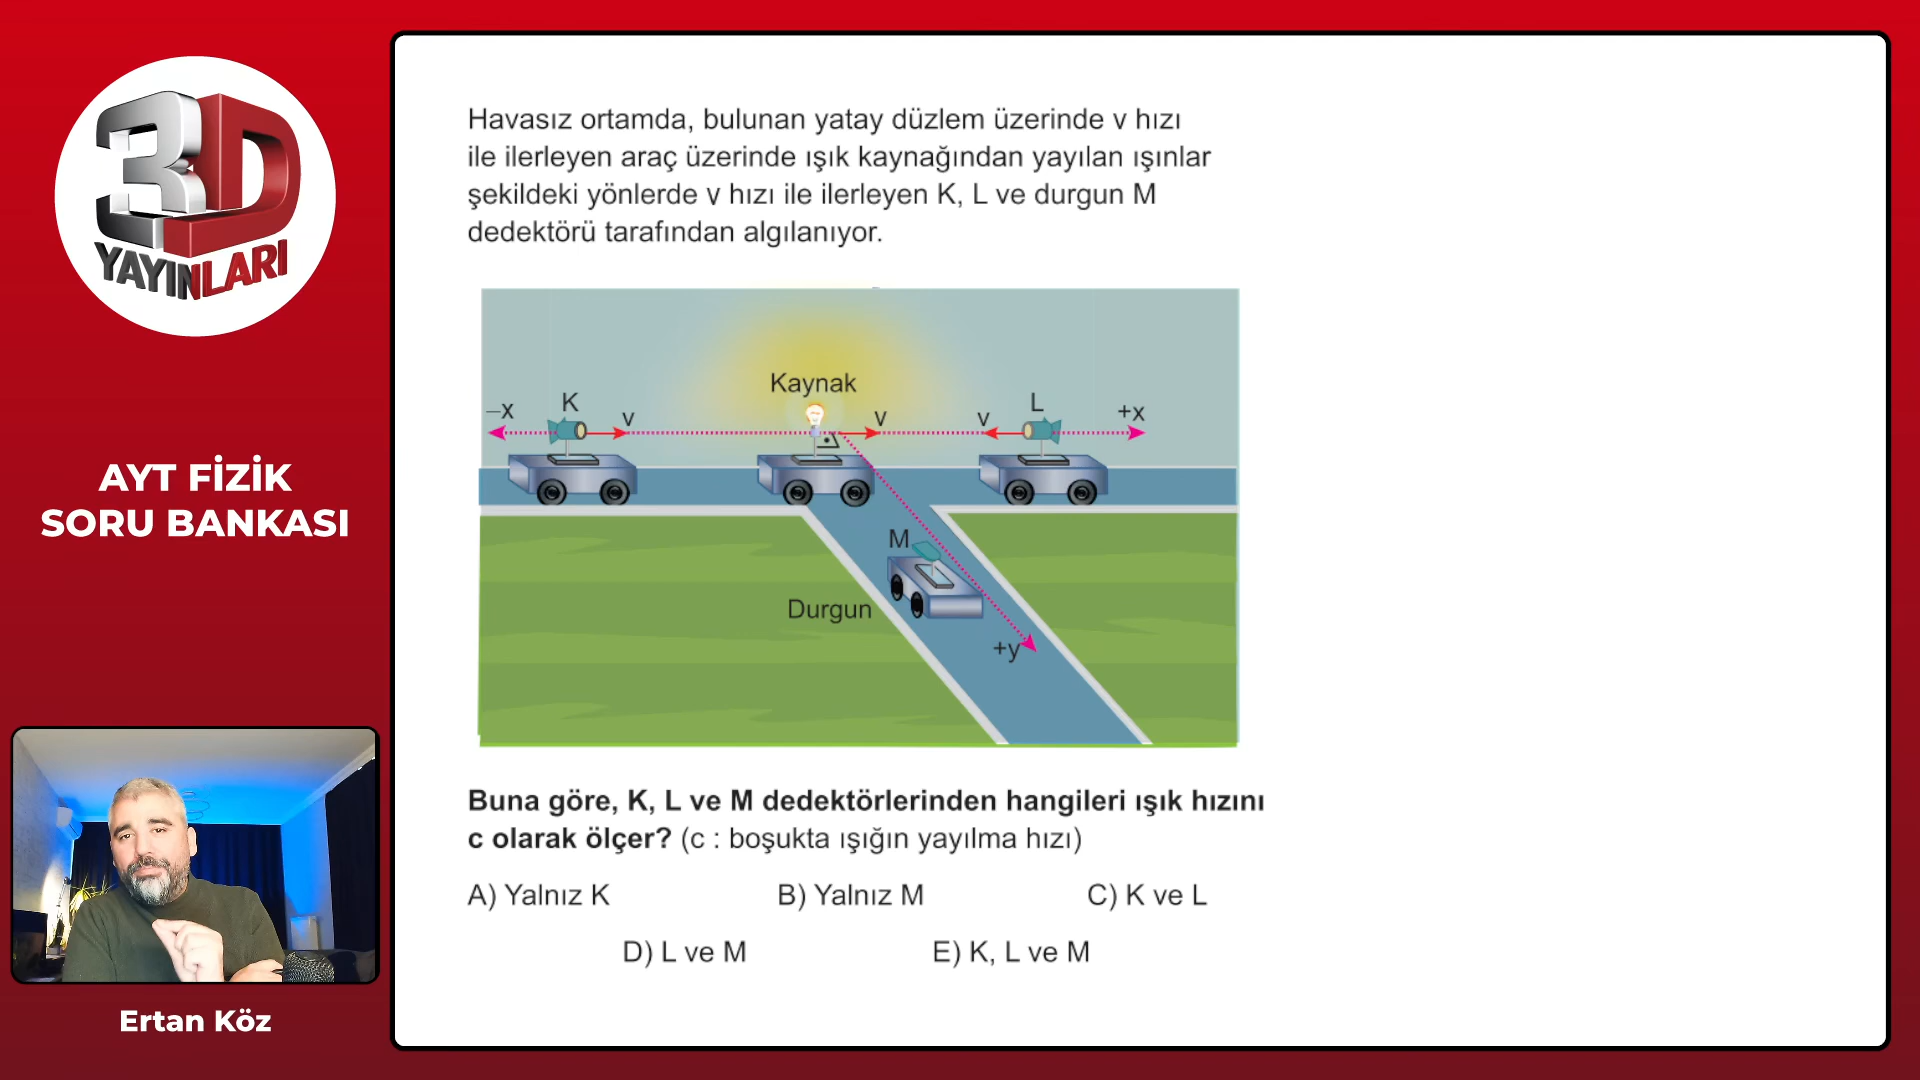 3D
YAYINLARI
AYT FİZİK
SORU BANKASI
Ertan Köz
Havasız ortamda, bulunan yatay düzlem üzerinde v hızı
ile ilerleyen araç üzerinde ışık kaynağından yayılan ışınlar
şekildeki yönlerde v hızı ile ilerleyen K, L ve durgun M
dedektörü tarafından algılanıyor.
Kaynak
–x
K
v
v
v
L
+x
M
Durgun
+y
Buna göre, K, L ve M dedektörlerinden hangileri ışık hızını
c olarak ölçer? (c : boşukta ışığın yayılma hızı)
A) Yalnız K
B) Yalnız M
C) K ve L
D) L ve M
E) K, L ve M